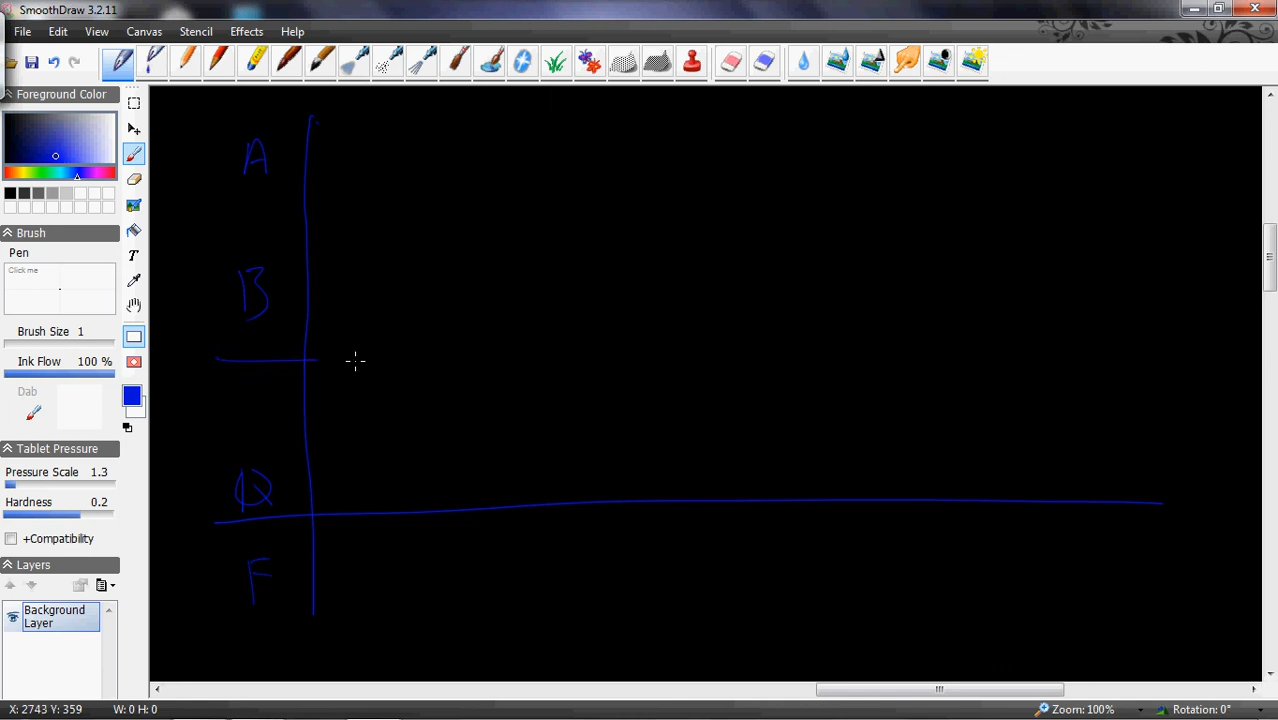 SmoothDraw 3.2.11
File Edit View Canvas Stencil Effects Help
Foreground Color
Brush
Pen
Click me
Brush Size 1
Ink Flow 100 %
Dab
Tablet Pressure
Pressure Scale 1.3
Hardness 0.2
+Compatibility
Layers
Background
Layer
A
B
F
X: 2743 Y: 359 W: 0 H: 0 Zoom: 100% Rotation: 0°